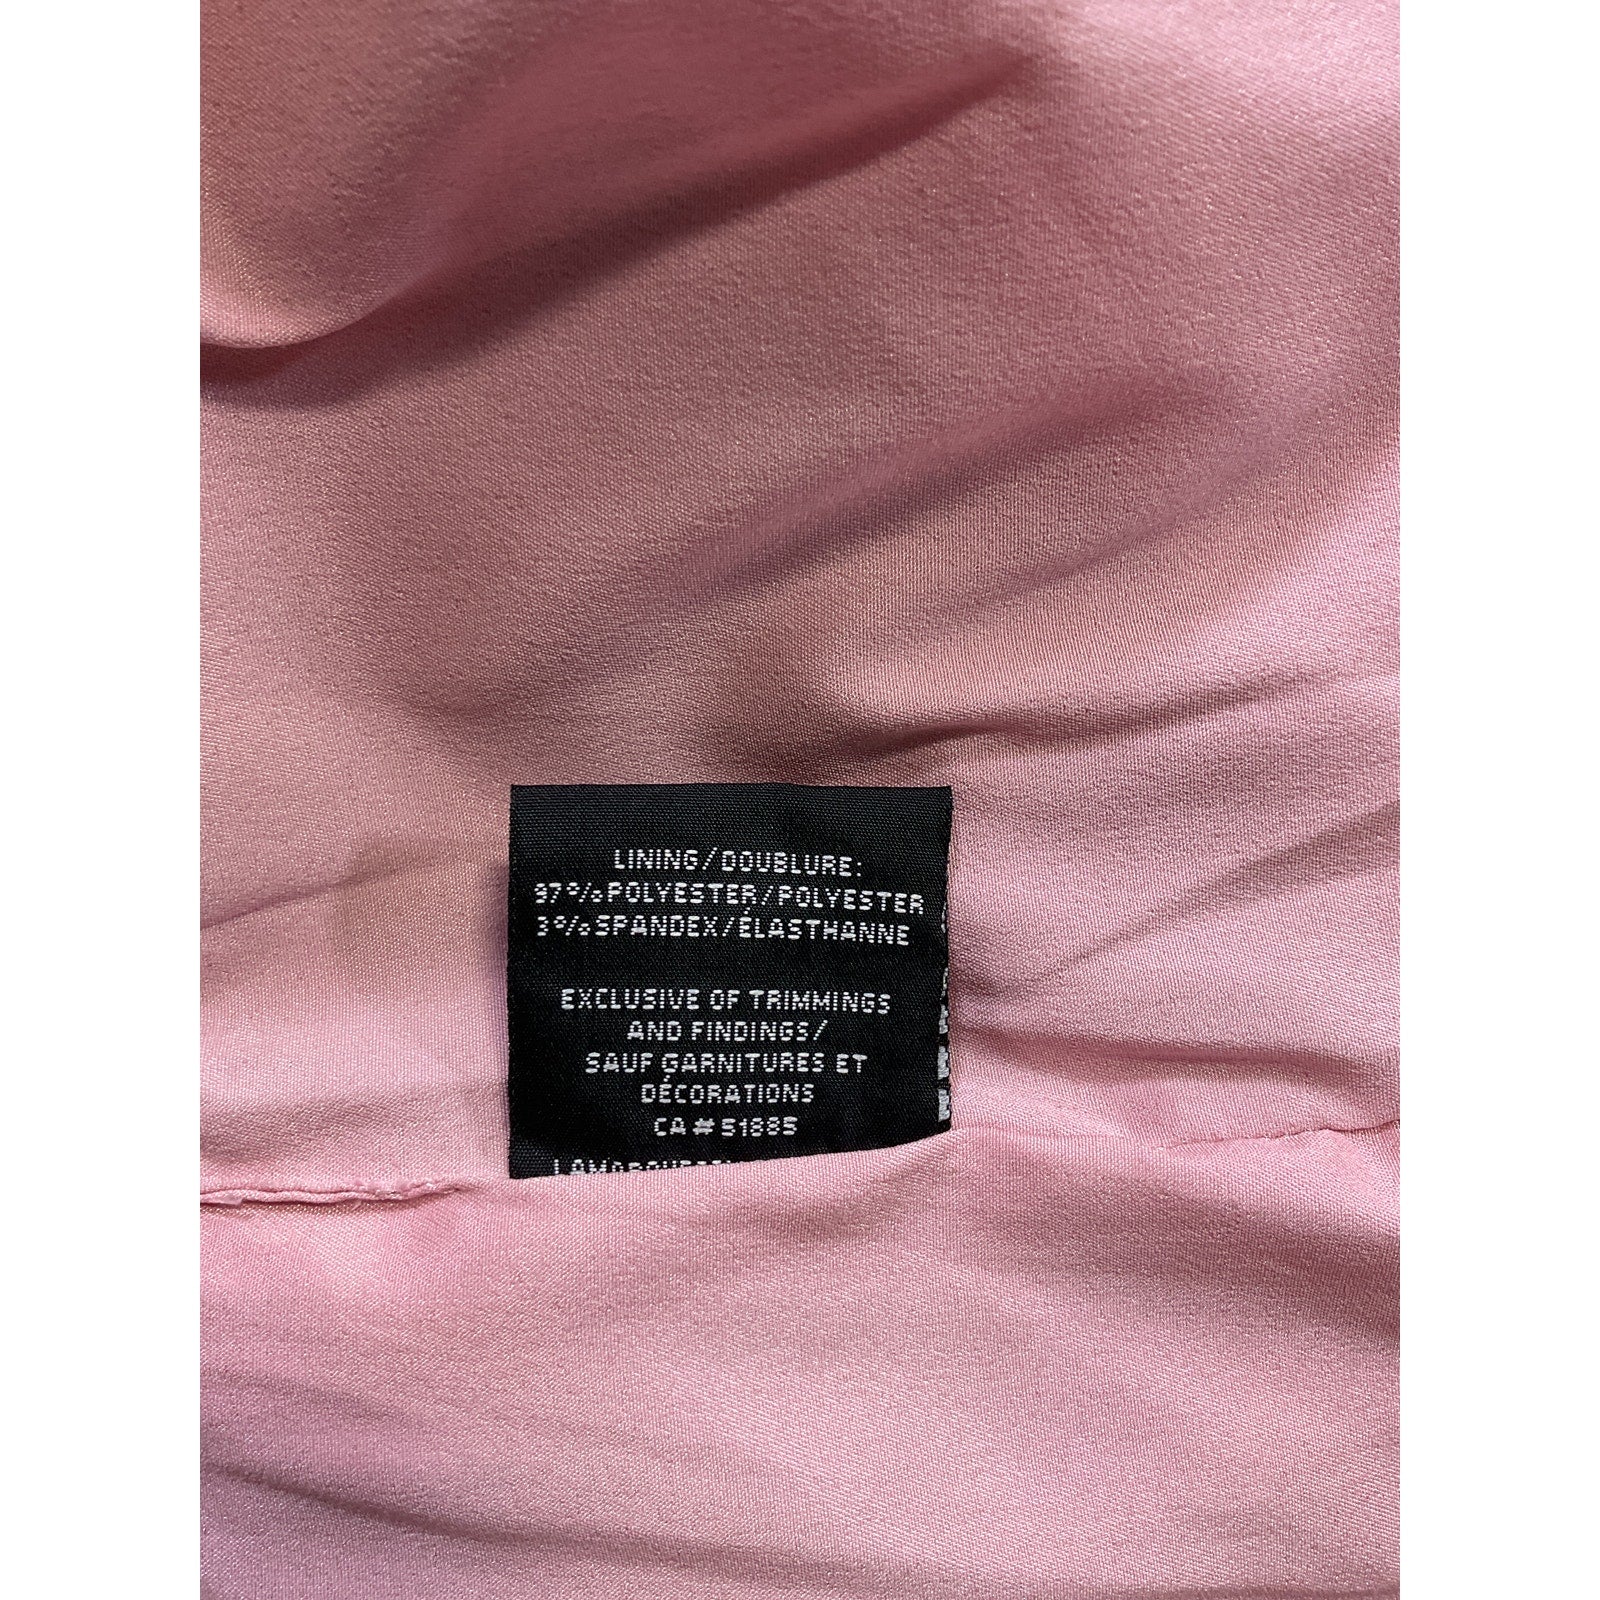 LINING/DOUBLURE:
97%POLYESTER/POLYESTER
3%SPANDEX/ÉLASTHANNE
EXCLUSIVE OF TRIMMINGS
AND FINDINGS/
SAUF GARNITURES ET
DÉCORATIONS
CA#51885